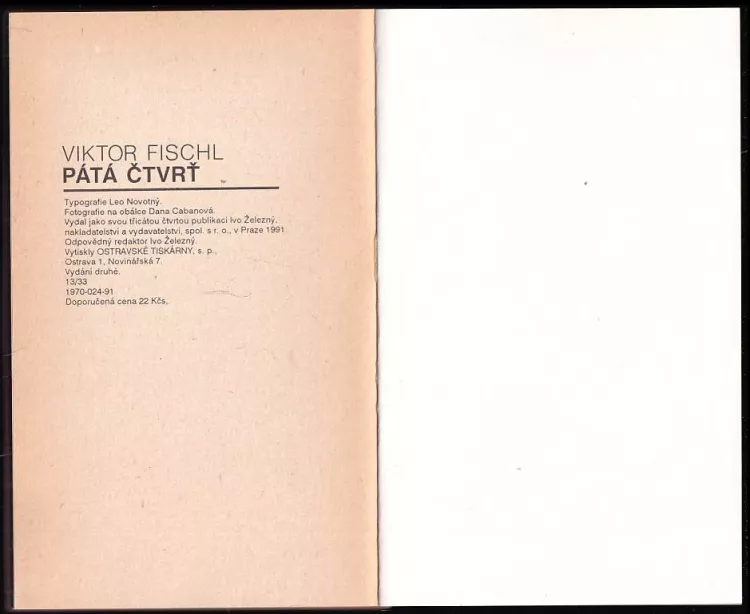 VIKTOR FISCHL
PÁTÁ ČTVRŤ
Typografie Leo Novotný.
Fotografie na obálce Dana Cabanová.
Vydal jako svou třicátou čtvrtou publikaci Ivo Železný,
nakladatelství a vydavatelství, spol. s r. o., v Praze 1991
Odpovědný redaktor Ivo Železný.
Vytiskly OSTRAVSKÉ TISKÁRNY, s. p.,
Ostrava 1, Novinářská 7.
Vydání druhé.
13/33
1970-024-91
Doporučená cena 22 Kčs.